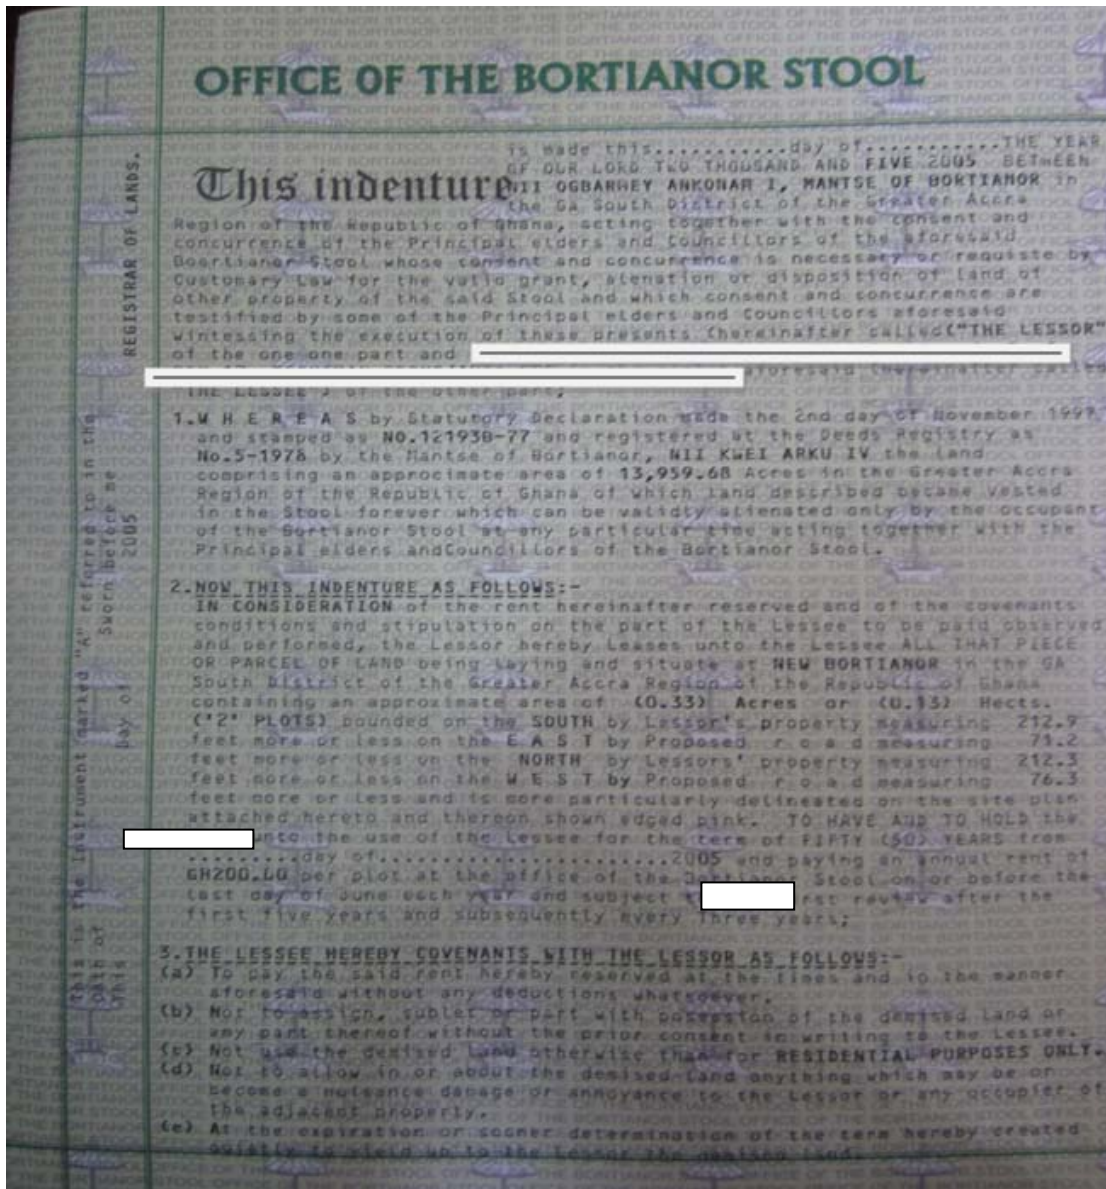 OFFICE OF THE BORTIANOR STOOL
This indenture
is made this...........day of...........THE YEAR
OF OUR LORD TWO THOUSAND AND FIVE 2005 BETWEEN
NII OGBARHEY ANKONAH I, MANTSE OF BORTIANOR in
the Ga South District of the Greater Accra
Region of the Republic of Ghana, acting together with the consent and
concurrence of the Principal elders and Councillors of the aforesaid
Boertianor Stool whose consent and concurrence is necessary or requiste by
Customary Law for the valio grant, alenation or disposition of land of
other property of the said Stool and which consent and concurrence are
testified by some of the Principal elders and Councillors aforesaid
wintessing the execution of these presents (hereinafter called("THE LESSOR"
of the one one part and
aforesaid (hereinafter called
THE LESSEE") of the other part;
1.W H E R E A S by Statutory Declaration made the 2nd day of November 1997
and stamped as NO.121938-77 and registered at the Deeds Registry as
No.5-1978 by the Mantse of Bortianor, NII KWEI ARKU IV the land
comprising an approcimate area of 13,959.68 Acres in the Greater Accra
Region of the Republic of Ghana of which land described became vested
in the Stool forever which can be validty alienated only by the occupant
of the Bortianor Stool at any particular time acting together with the
Principal elders andCouncillors of the Bortianor Stool.
2.NOW THIS INDENTURE AS FOLLOWS:-
IN CONSIDERATION of the rent hereinafter reserved and of the covenants
conditions and stipulation on the part of the Lessee to be paid observed
and performed, the Lessor hereby Leases unto the Lessee ALL THAT PIECE
OR PARCEL OF LAND being laying and situate at NEW BORTIANOR in the GA
South District of the Greater Accra Region of the Republic of Ghana
containing an approximate area of (0.33) Acres or (0.13) Hects.
('2' PLOTS) bounded on the SOUTH by Lessor's property measuring 212.9
feet more or less on the E A S T by Proposed r o a d measuring 71.2
feet more or less on the NORTH by Lessors' property measuring 212.3
feet more or less on the W E S T by Proposed r o a d measuring 76.3
feet more or less and is more particularly delineated on the site plan
attached hereto and thereon shown edged pink. TO HAVE AND TO HOLD the
unto the use of the Lessee for the term of FIFTY (50) YEARS from
.........day of........................2005 and paying an annual rent of
GH200.00 per plot at the office of the Bortianor Stool on or before the
last day of June each year and subject review after the
first five years and subsequently every three years;
3.THE LESSEE HEREBY COVENANTS WITH THE LESSOR AS FOLLOWS:-
(a) To pay the said rent hereby reserved at the times and in the manner
aforesaid without any deductions whatsoever.
(b) Not to assign, sublet or part with posession of the demised land or
any part thereof without the prior consent in writing to the Lessee.
(c) Not use the demised land otherwise than for RESIDENTIAL PURPOSES ONLY.
(d) Not to allow in or about the demised land anything which may be or
become a nuisance damage or annoyance to the Lessor or any occupier of
the adjacent property.
(e) At the expiration or sooner determination of the term hereby created
quietly to yield up to the Lessor the demised land.
This is the Instrument marked "A" referred to in the
Oath of Sworn before me
This Day of 2005
REGISTRAR OF LANDS.